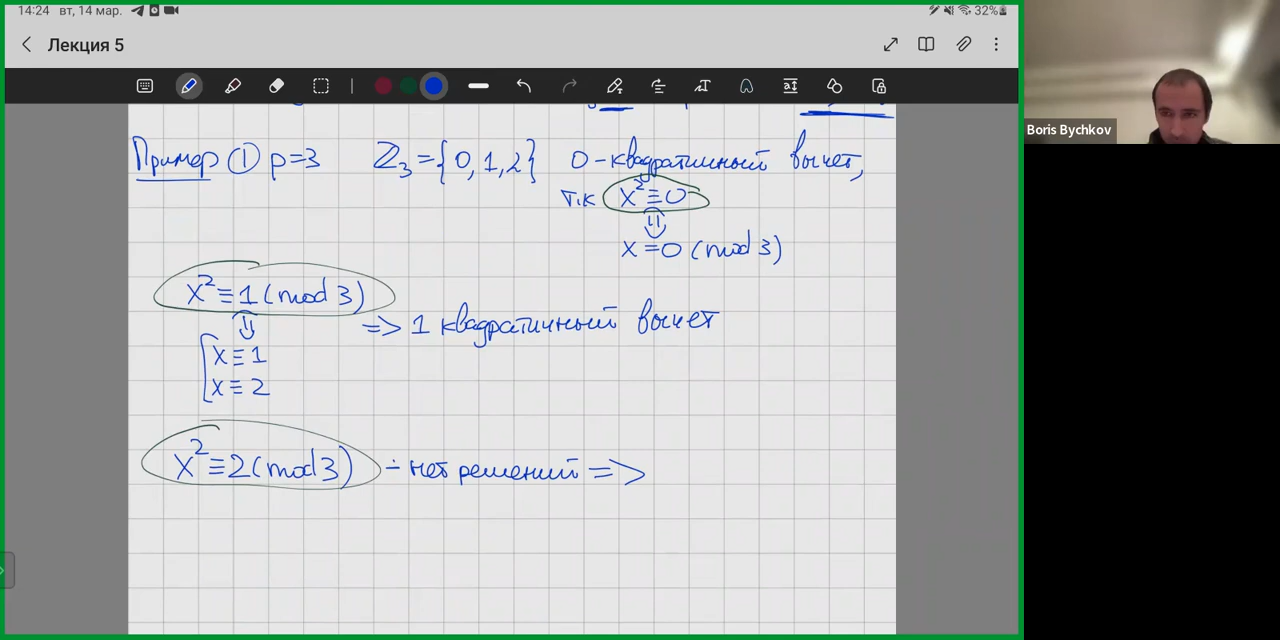 14:24 вт, 14 мар. 32%
Лекция 5
Boris Bychkov
Пример ① p=3 ℤ₃={0,1,2} 0-квадратичный вычет,
т.к x²≡0
⇓
x≡0 (mod 3)
x²≡1 (mod 3)
⇒ 1 квадратичный вычет
⇓
[x≡1
x≡2
x²≡2 (mod 3) - нет решений ⇒